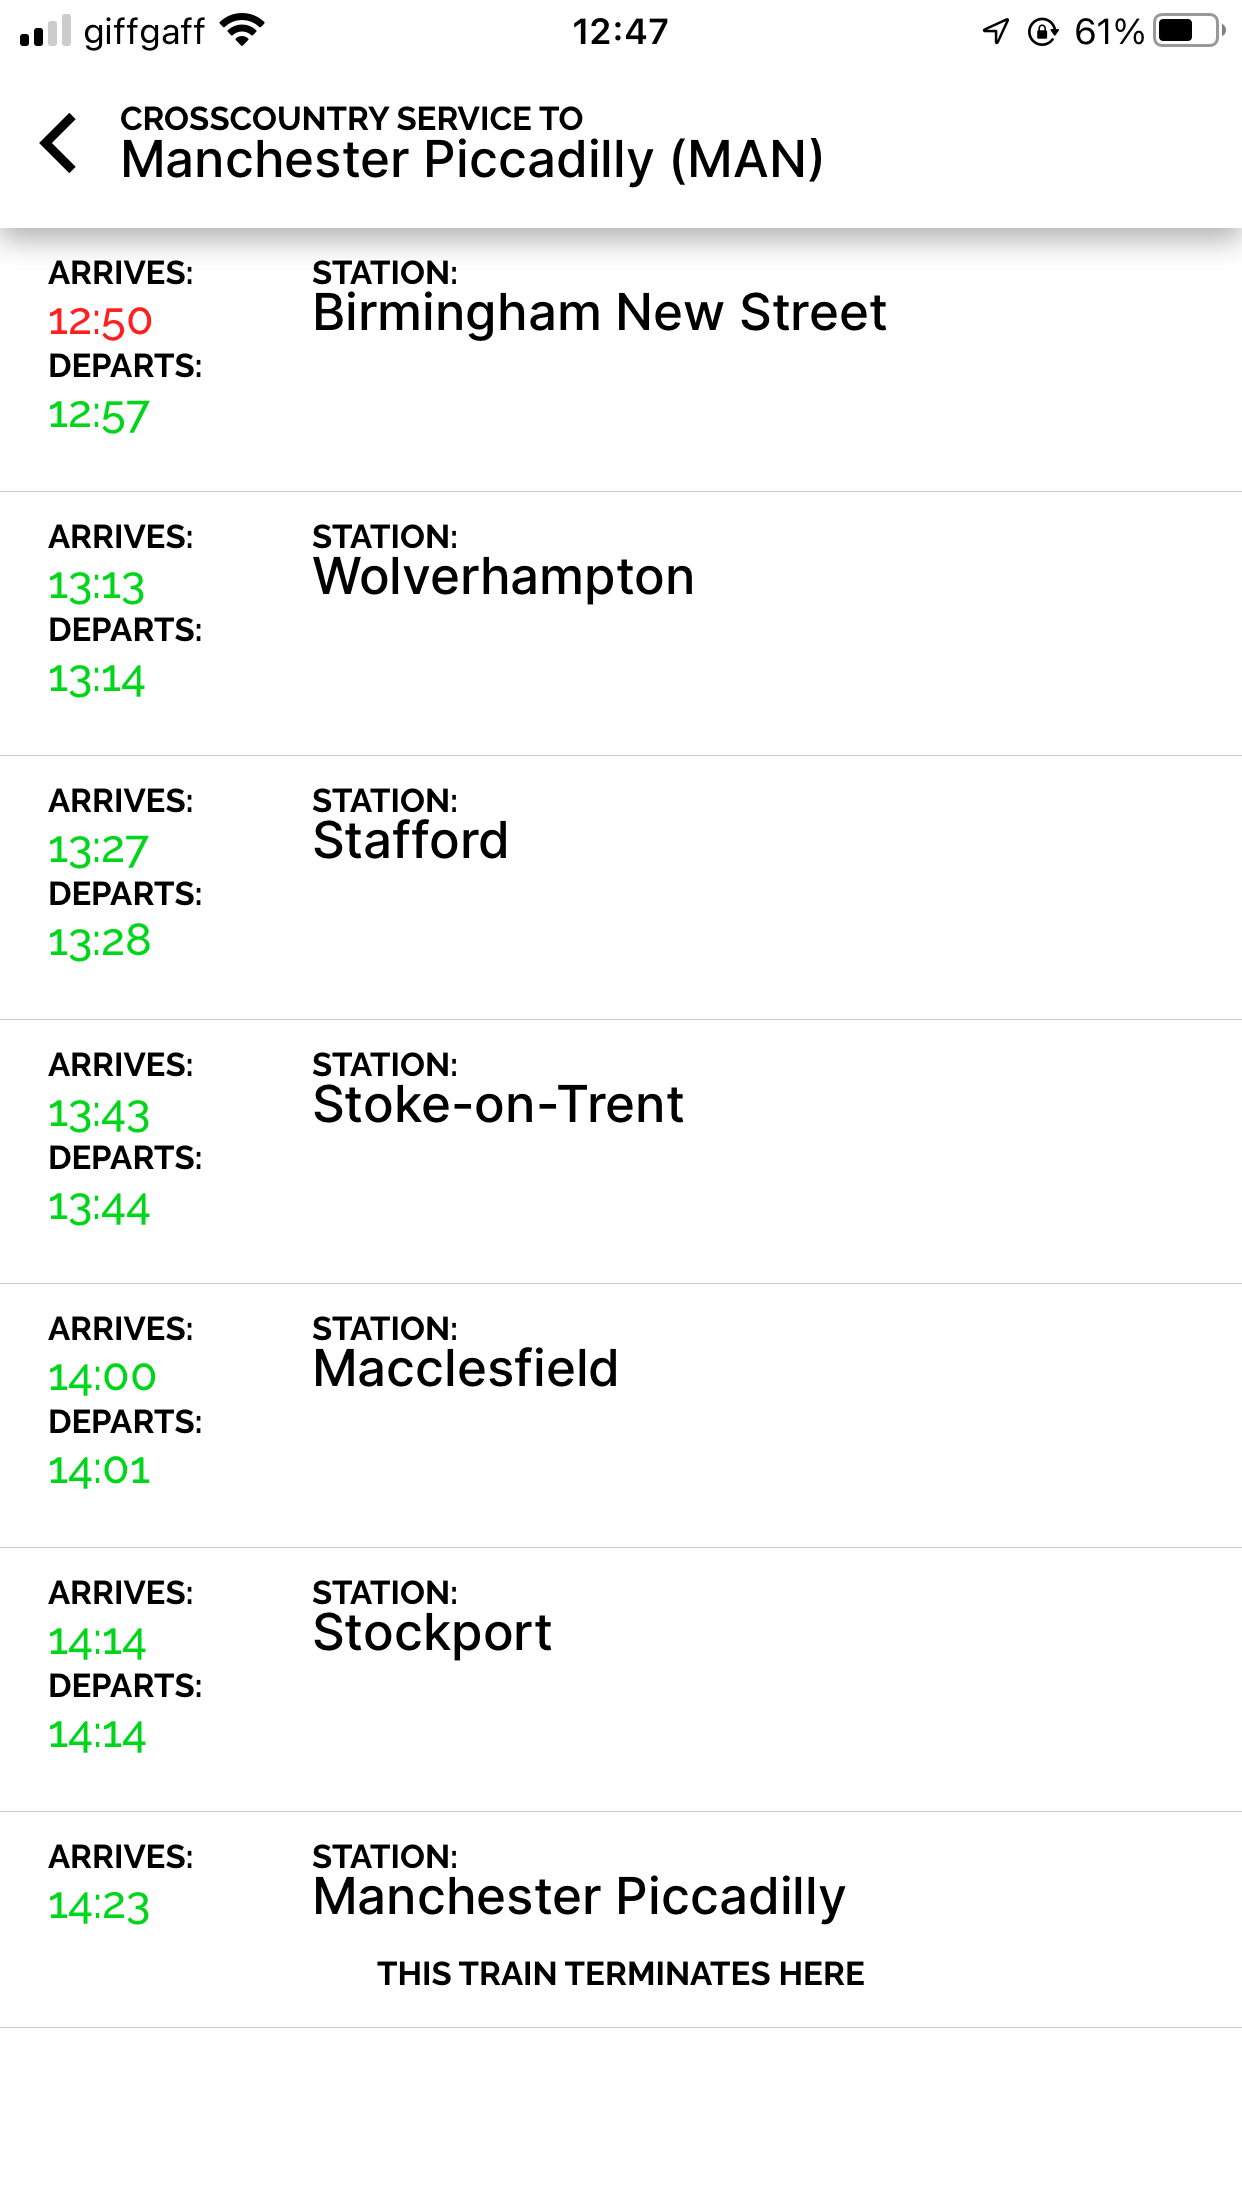 giffgaff 12:47 61%
CROSSCOUNTRY SERVICE TO
Manchester Piccadilly (MAN)
ARRIVES: STATION:
12:50 Birmingham New Street
DEPARTS:
12:57
ARRIVES: STATION:
13:13 Wolverhampton
DEPARTS:
13:14
ARRIVES: STATION:
13:27 Stafford
DEPARTS:
13:28
ARRIVES: STATION:
13:43 Stoke-on-Trent
DEPARTS:
13:44
ARRIVES: STATION:
14:00 Macclesfield
DEPARTS:
14:01
ARRIVES: STATION:
14:14 Stockport
DEPARTS:
14:14
ARRIVES: STATION:
14:23 Manchester Piccadilly
THIS TRAIN TERMINATES HERE